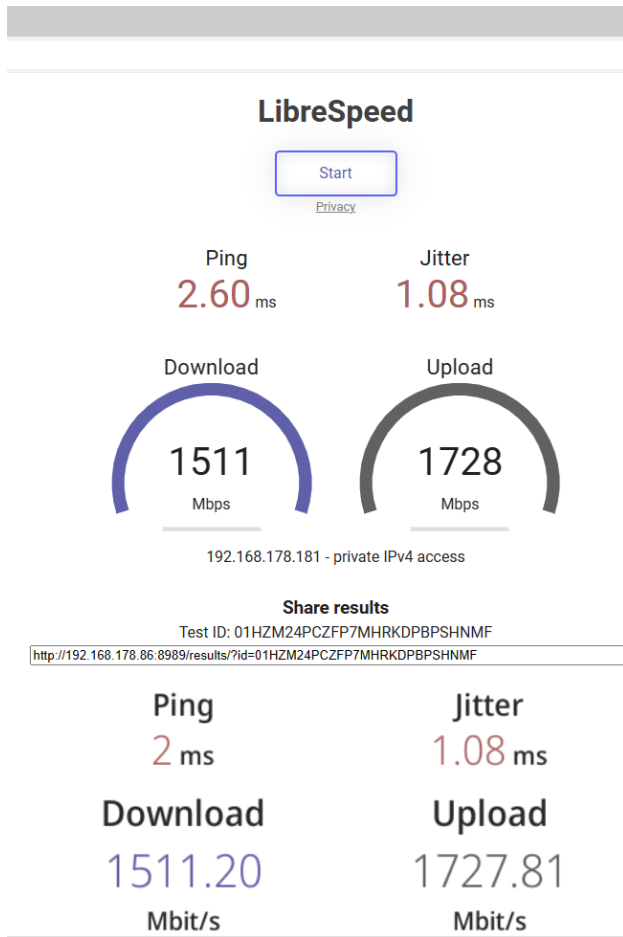 LibreSpeed
Start
Privacy
Ping Jitter
2.60 ms 1.08 ms
Download Upload
1511 1728
Mbps Mbps
192.168.178.181 - private IPv4 access
Share results
Test ID: 01HZM24PCZFP7MHRKDPBPSHNMF
http://192.168.178.86:8989/results/?id=01HZM24PCZFP7MHRKDPBPSHNMF
Ping Jitter
2 ms 1.08 ms
Download Upload
1511.20 1727.81
Mbit/s Mbit/s